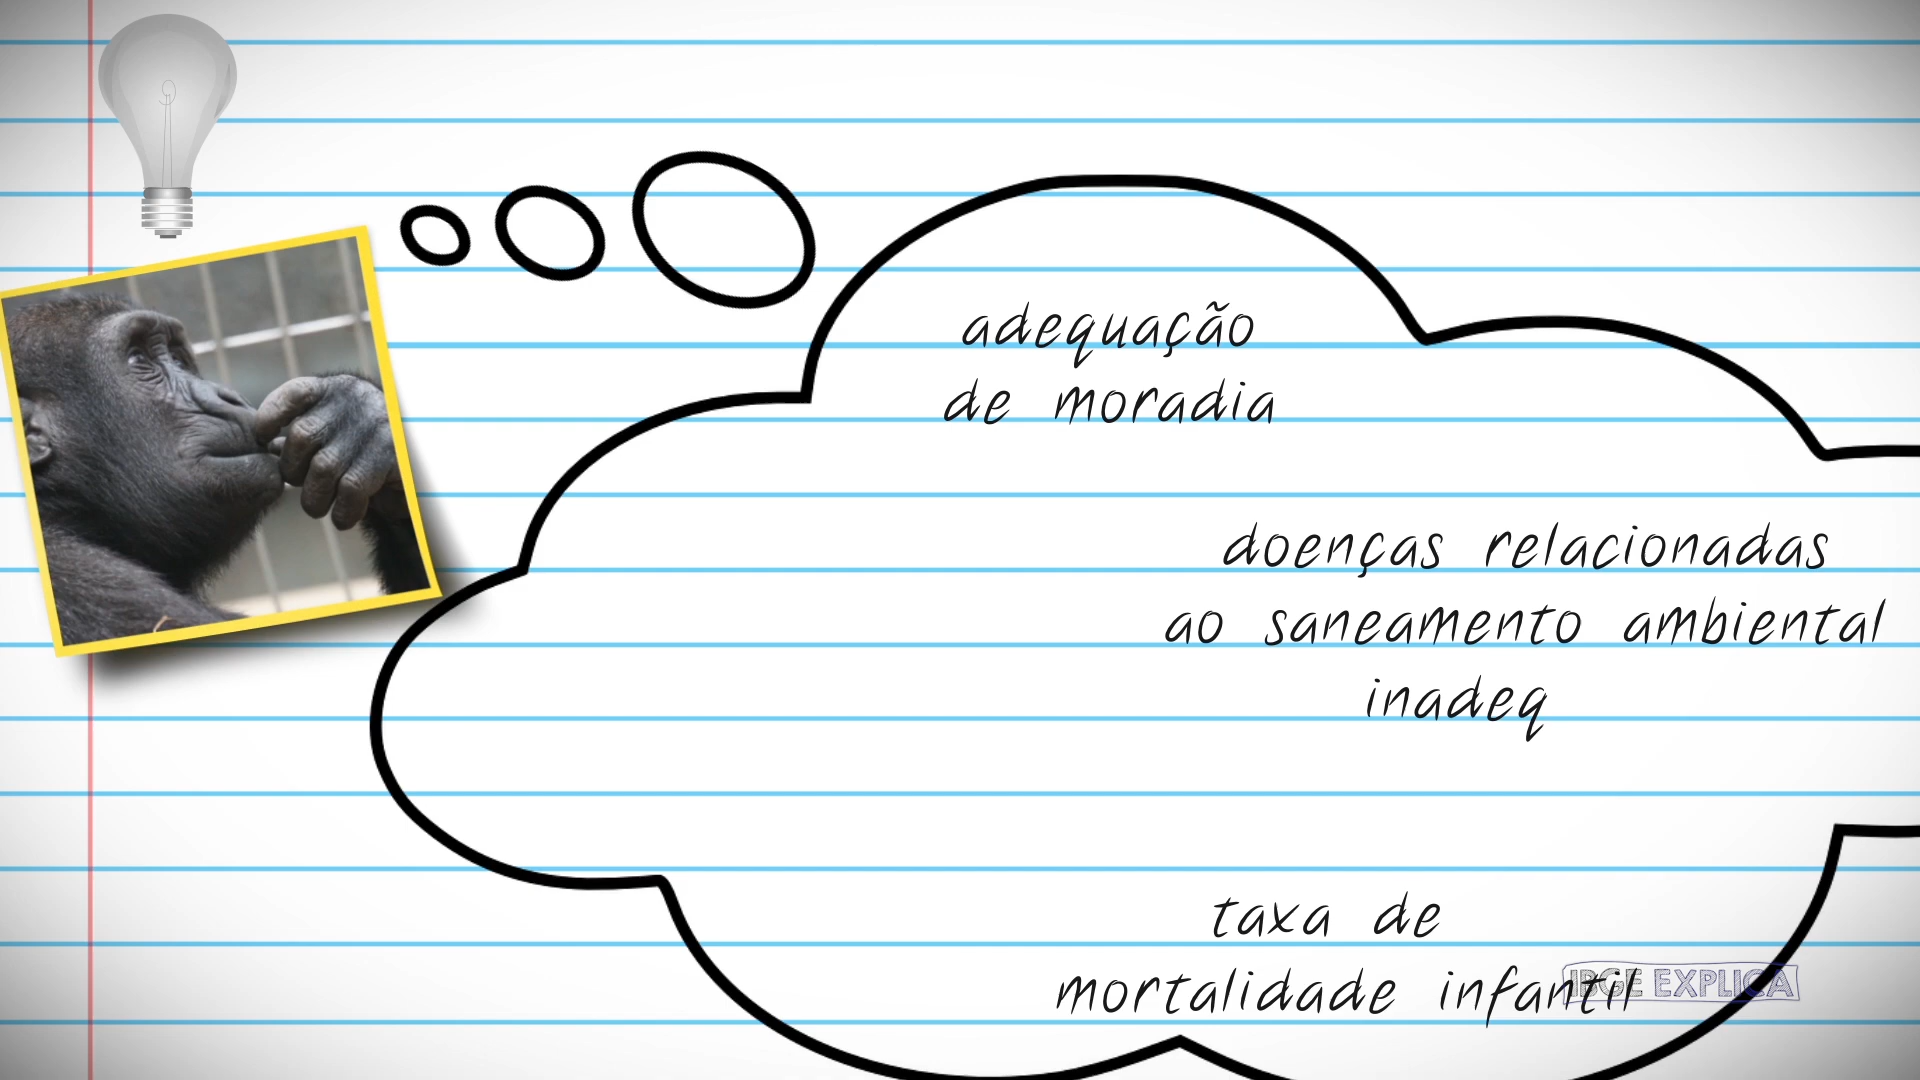 adequação
de moradia
doenças relacionadas
ao saneamento ambiental
inadeq
taxa de
mortalidade infantil
IBGE EXPLICA